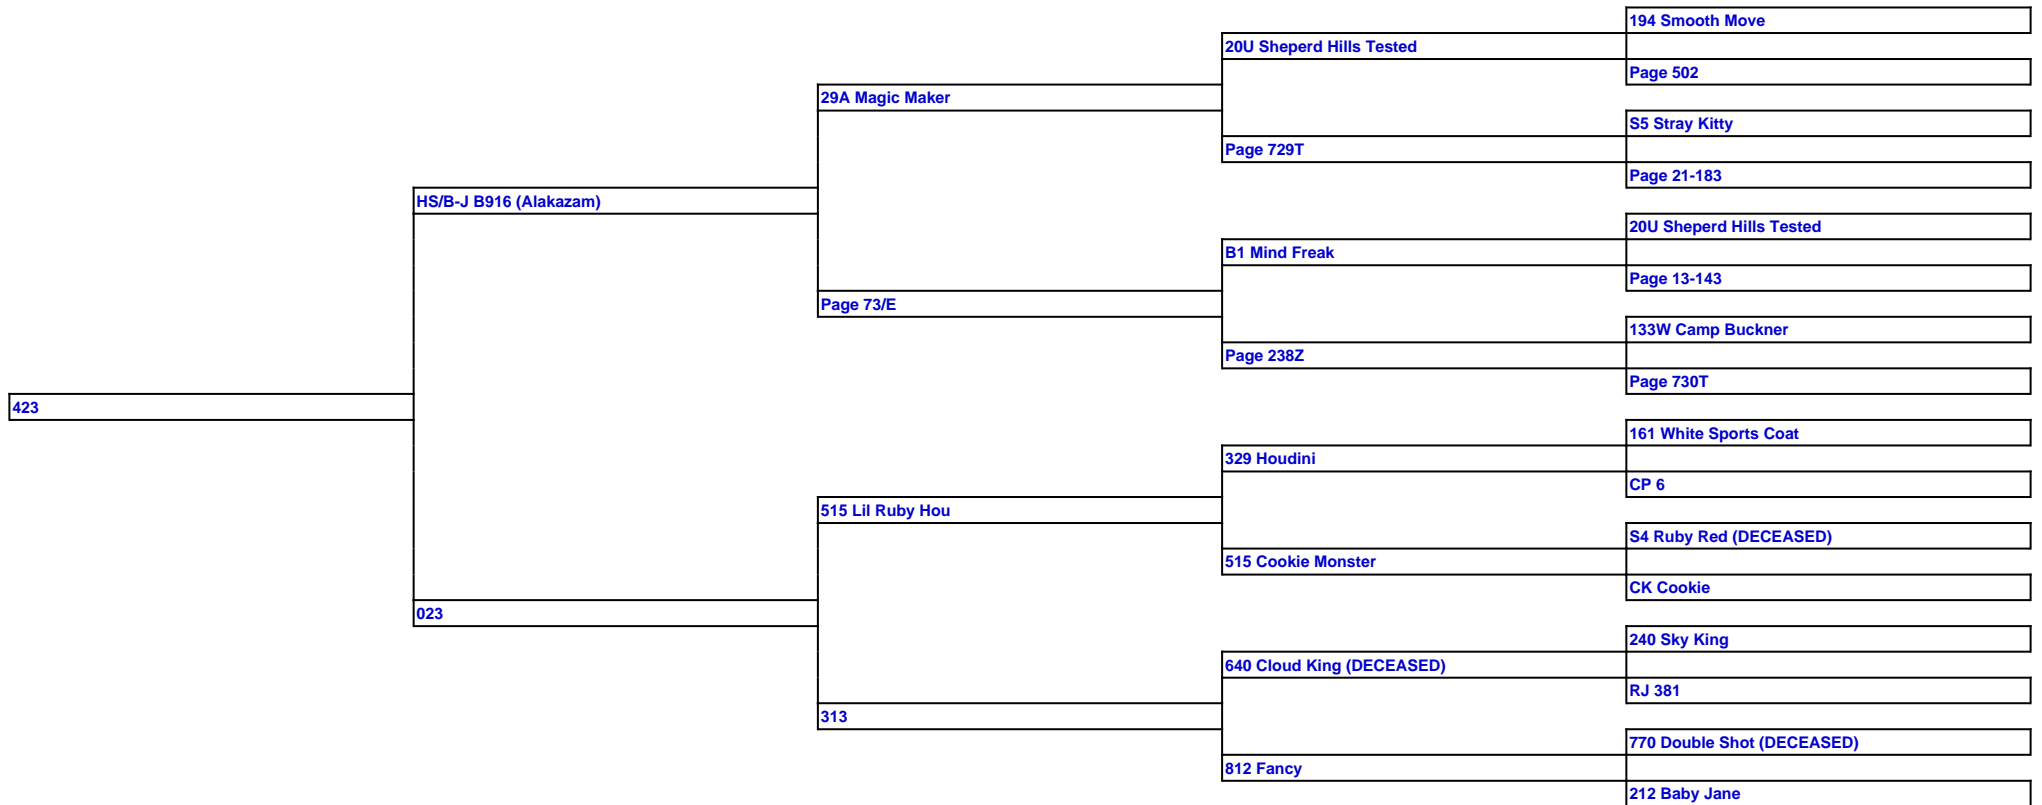 194 Smooth Move
20U Sheperd Hills Tested
Page 502
29A Magic Maker
S5 Stray Kitty
Page 729T
Page 21-183
HS/B-J B916 (Alakazam)
20U Sheperd Hills Tested
B1 Mind Freak
Page 13-143
Page 73/E
133W Camp Buckner
Page 238Z
Page 730T
423
161 White Sports Coat
329 Houdini
CP 6
515 Lil Ruby Hou
S4 Ruby Red (DECEASED)
515 Cookie Monster
CK Cookie
023
240 Sky King
640 Cloud King (DECEASED)
RJ 381
313
770 Double Shot (DECEASED)
812 Fancy
212 Baby Jane